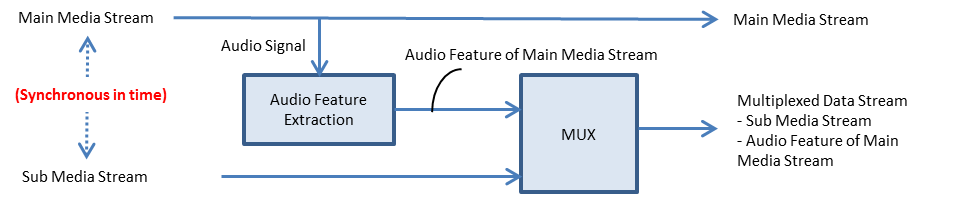 Main Media Stream
Main Media Stream
Audio Signal
Audio Feature of Main Media Stream
(Synchronous in time)
Audio Feature
Extraction
MUX
Multiplexed Data Stream
- Sub Media Stream
- Audio Feature of Main
Media Stream
Sub Media Stream